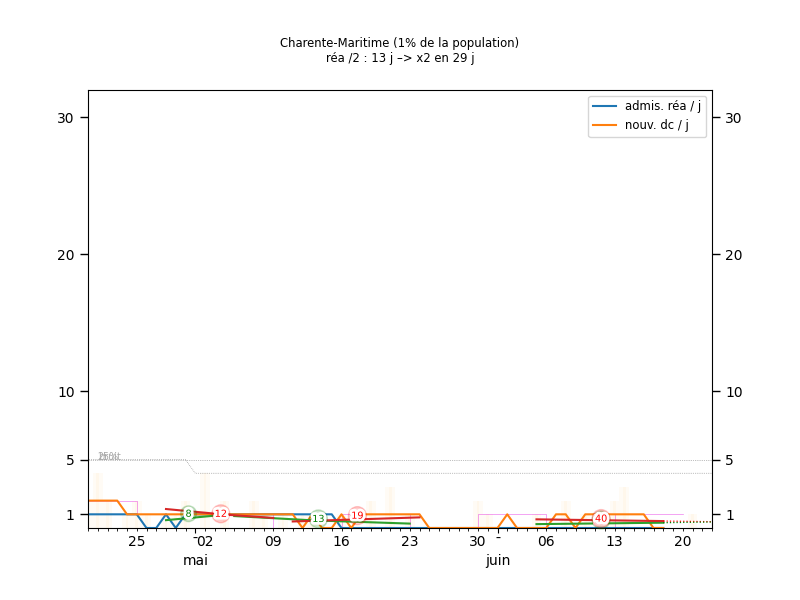 Charente-Maritime (1% de la population)
réa /2 : 13 j –> x2 en 29 j
admis. réa / j
nouv. dc / j
30 30
20 20
10 10
5 5
1 1
8 12 13 19 40
25 02 09 16 23 30 06 13 20
mai juin